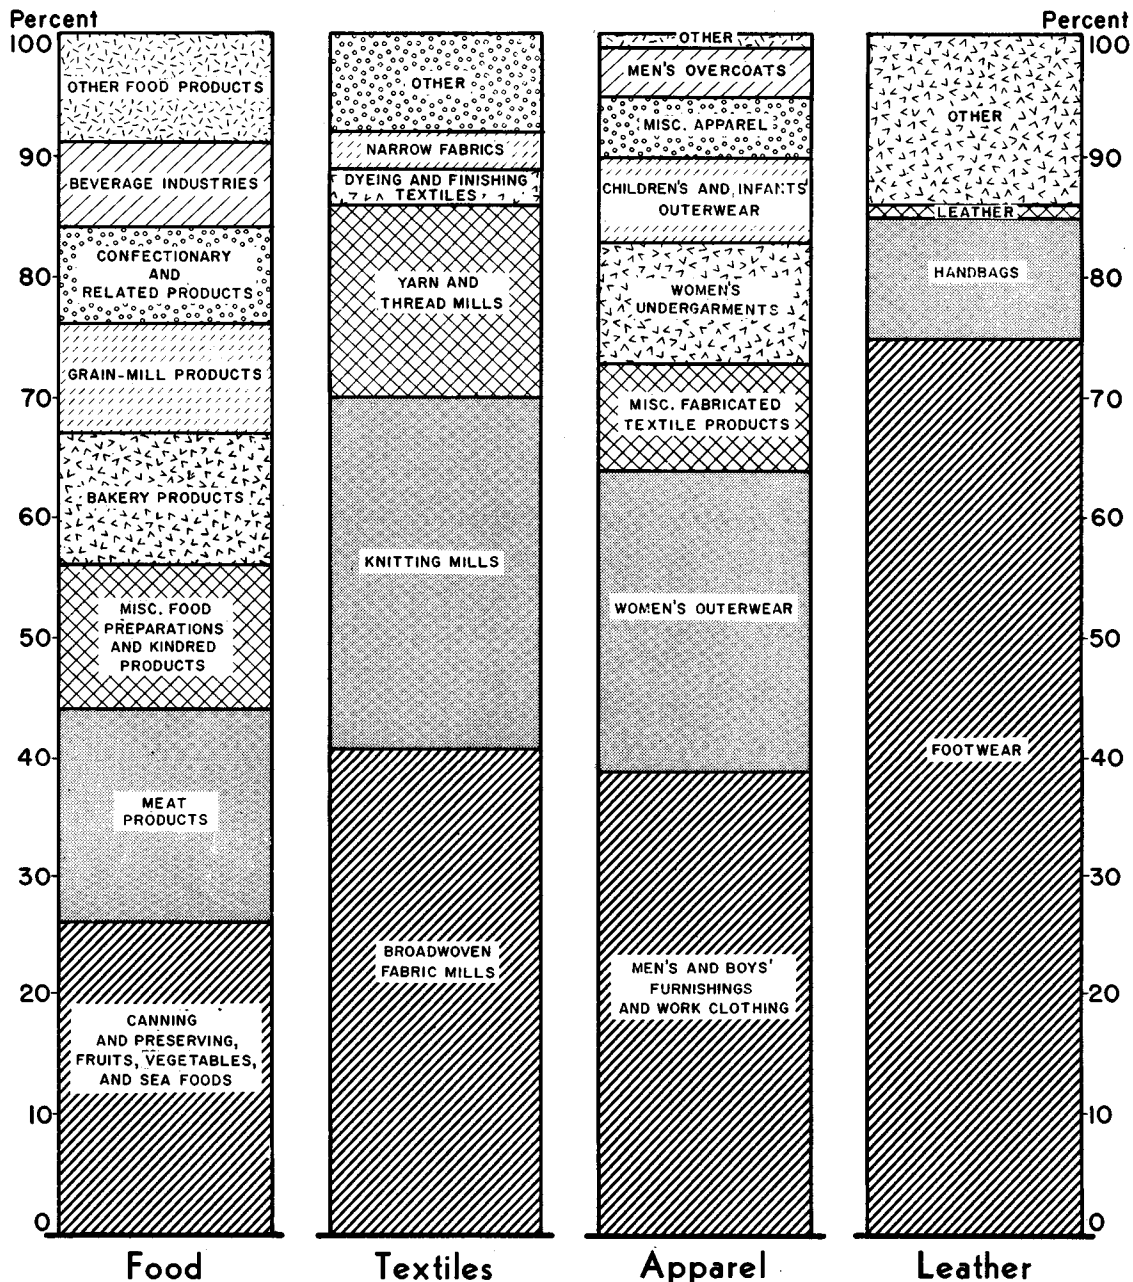 Percent
100
90
80
70
60
50
40
30
20
10
0
OTHER FOOD PRODUCTS
BEVERAGE INDUSTRIES
CONFECTIONARY
AND
RELATED PRODUCTS
GRAIN-MILL PRODUCTS
BAKERY PRODUCTS
MISC. FOOD
PREPARATIONS
AND KINDRED
PRODUCTS
MEAT
PRODUCTS
CANNING
AND PRESERVING,
FRUITS, VEGETABLES,
AND SEA FOODS
Food
OTHER
NARROW FABRICS
DYEING AND FINISHING
TEXTILES
YARN AND
THREAD MILLS
KNITTING MILLS
BROADWOVEN
FABRIC MILLS
Textiles
OTHER
MEN'S OVERCOATS
MISC. APPAREL
CHILDREN'S AND INFANTS'
OUTERWEAR
WOMEN'S
UNDERGARMENTS
MISC. FABRICATED
TEXTILE PRODUCTS
WOMEN'S OUTERWEAR
MEN'S AND BOYS'
FURNISHINGS
AND WORK CLOTHING
Apparel
OTHER
LEATHER
HANDBAGS
FOOTWEAR
Leather
Percent
100
90
80
70
60
50
40
30
20
10
0